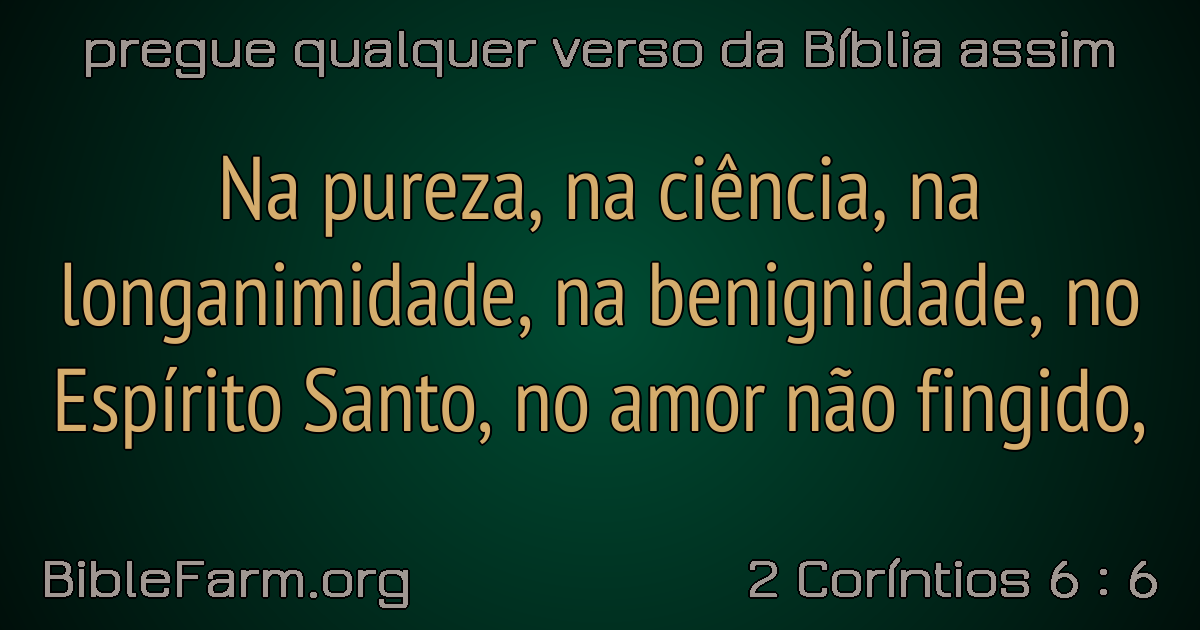 pregue qualquer verso da Bíblia assim
Na pureza, na ciência, na
longanimidade, na benignidade, no
Espírito Santo, no amor não fingido,
BibleFarm.org
2 Coríntios 6 : 6